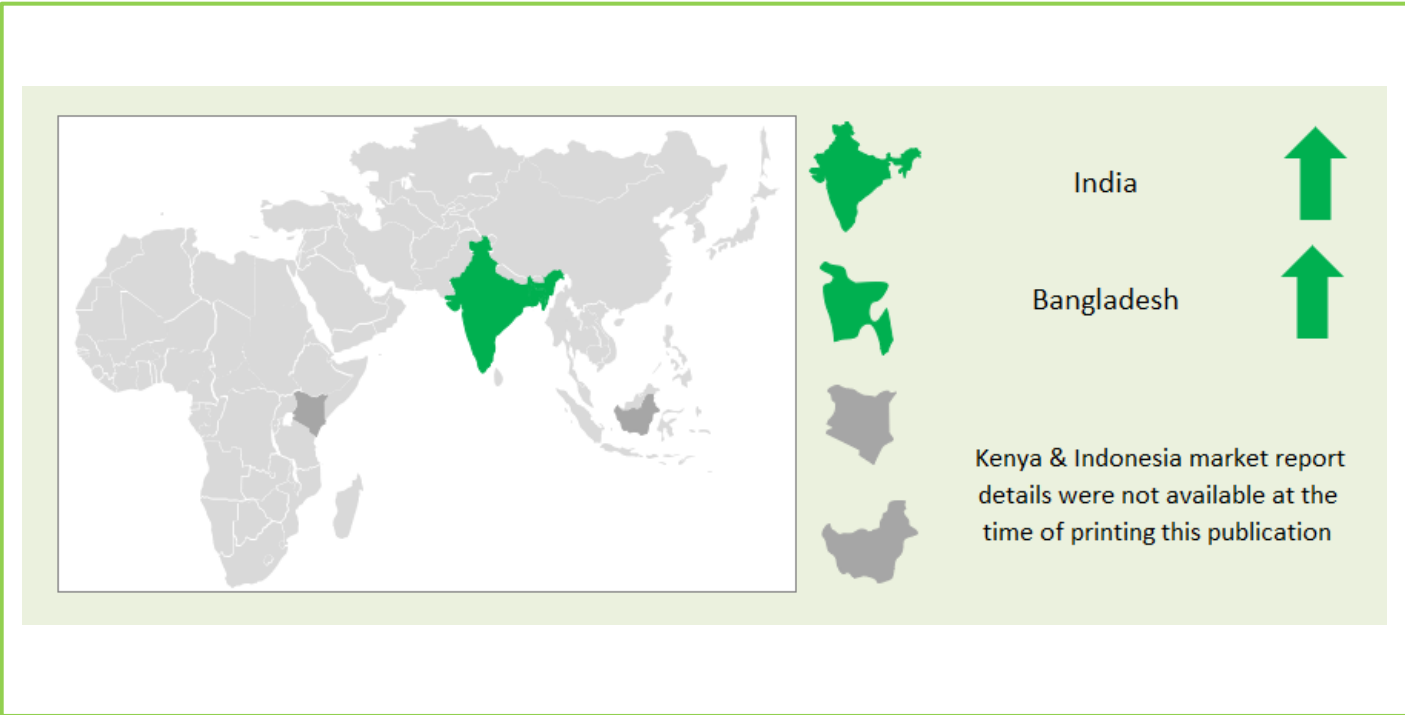 India
Bangladesh
Kenya & Indonesia market report
details were not available at the
time of printing this publication